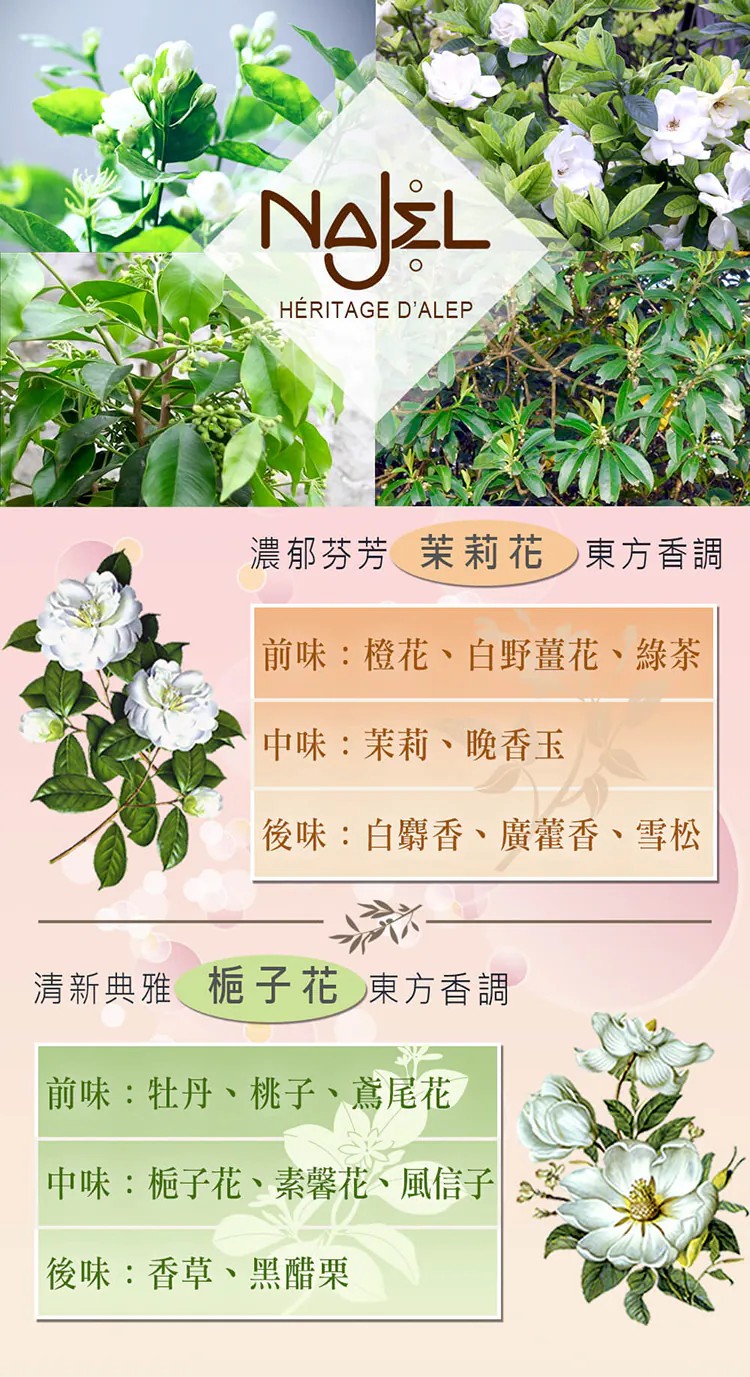 NAJEL
HÉRITAGE D'ALEP
濃郁芬芳 茉莉花 東方香調
前味：橙花、白野薑花、綠茶
中味：茉莉、晚香玉
後味：白麝香、廣藿香、雪松
清新典雅 梔子花 東方香調
前味：牡丹、桃子、鳶尾花
中味：梔子花、素馨花、風信子
後味：香草、黑醋栗